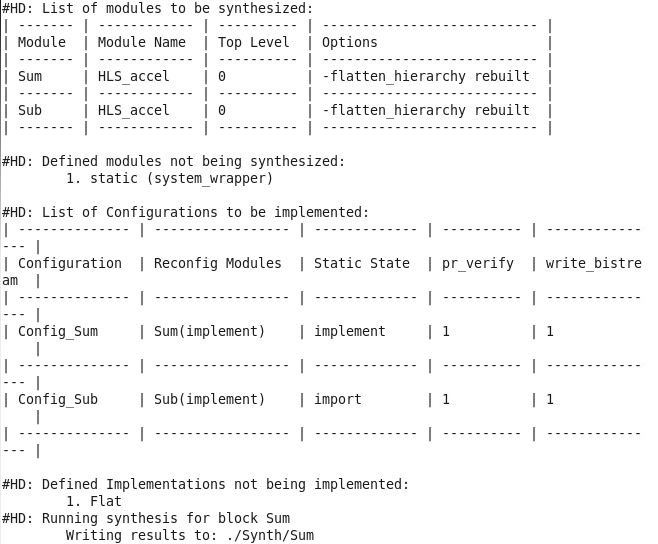 #HD: List of modules to be synthesized:
| ------- | ------------ | ---------- | --------------------------- |
| Module  | Module Name  | Top Level  | Options                     |
| ------- | ------------ | ---------- | --------------------------- |
| Sum     | HLS_accel    | 0          | -flatten_hierarchy rebuilt  |
| ------- | ------------ | ---------- | --------------------------- |
| Sub     | HLS_accel    | 0          | -flatten_hierarchy rebuilt  |
| ------- | ------------ | ---------- | --------------------------- |

#HD: Defined modules not being synthesized:
        1. static (system_wrapper)

#HD: List of Configurations to be implemented:
| -------------- | ----------------- | ------------- | ---------- | ------------
--- |
| Configuration  | Reconfig Modules  | Static State  | pr_verify  | write_bistre
am  |
| -------------- | ----------------- | ------------- | ---------- | ------------
--- |
| Config_Sum     | Sum(implement)    | implement     | 1          | 1
    |
| -------------- | ----------------- | ------------- | ---------- | ------------
--- |
| Config_Sub     | Sub(implement)    | import        | 1          | 1
    |
| -------------- | ----------------- | ------------- | ---------- | ------------
--- |

#HD: Defined Implementations not being implemented:
        1. Flat
#HD: Running synthesis for block Sum
        Writing results to: ./Synth/Sum